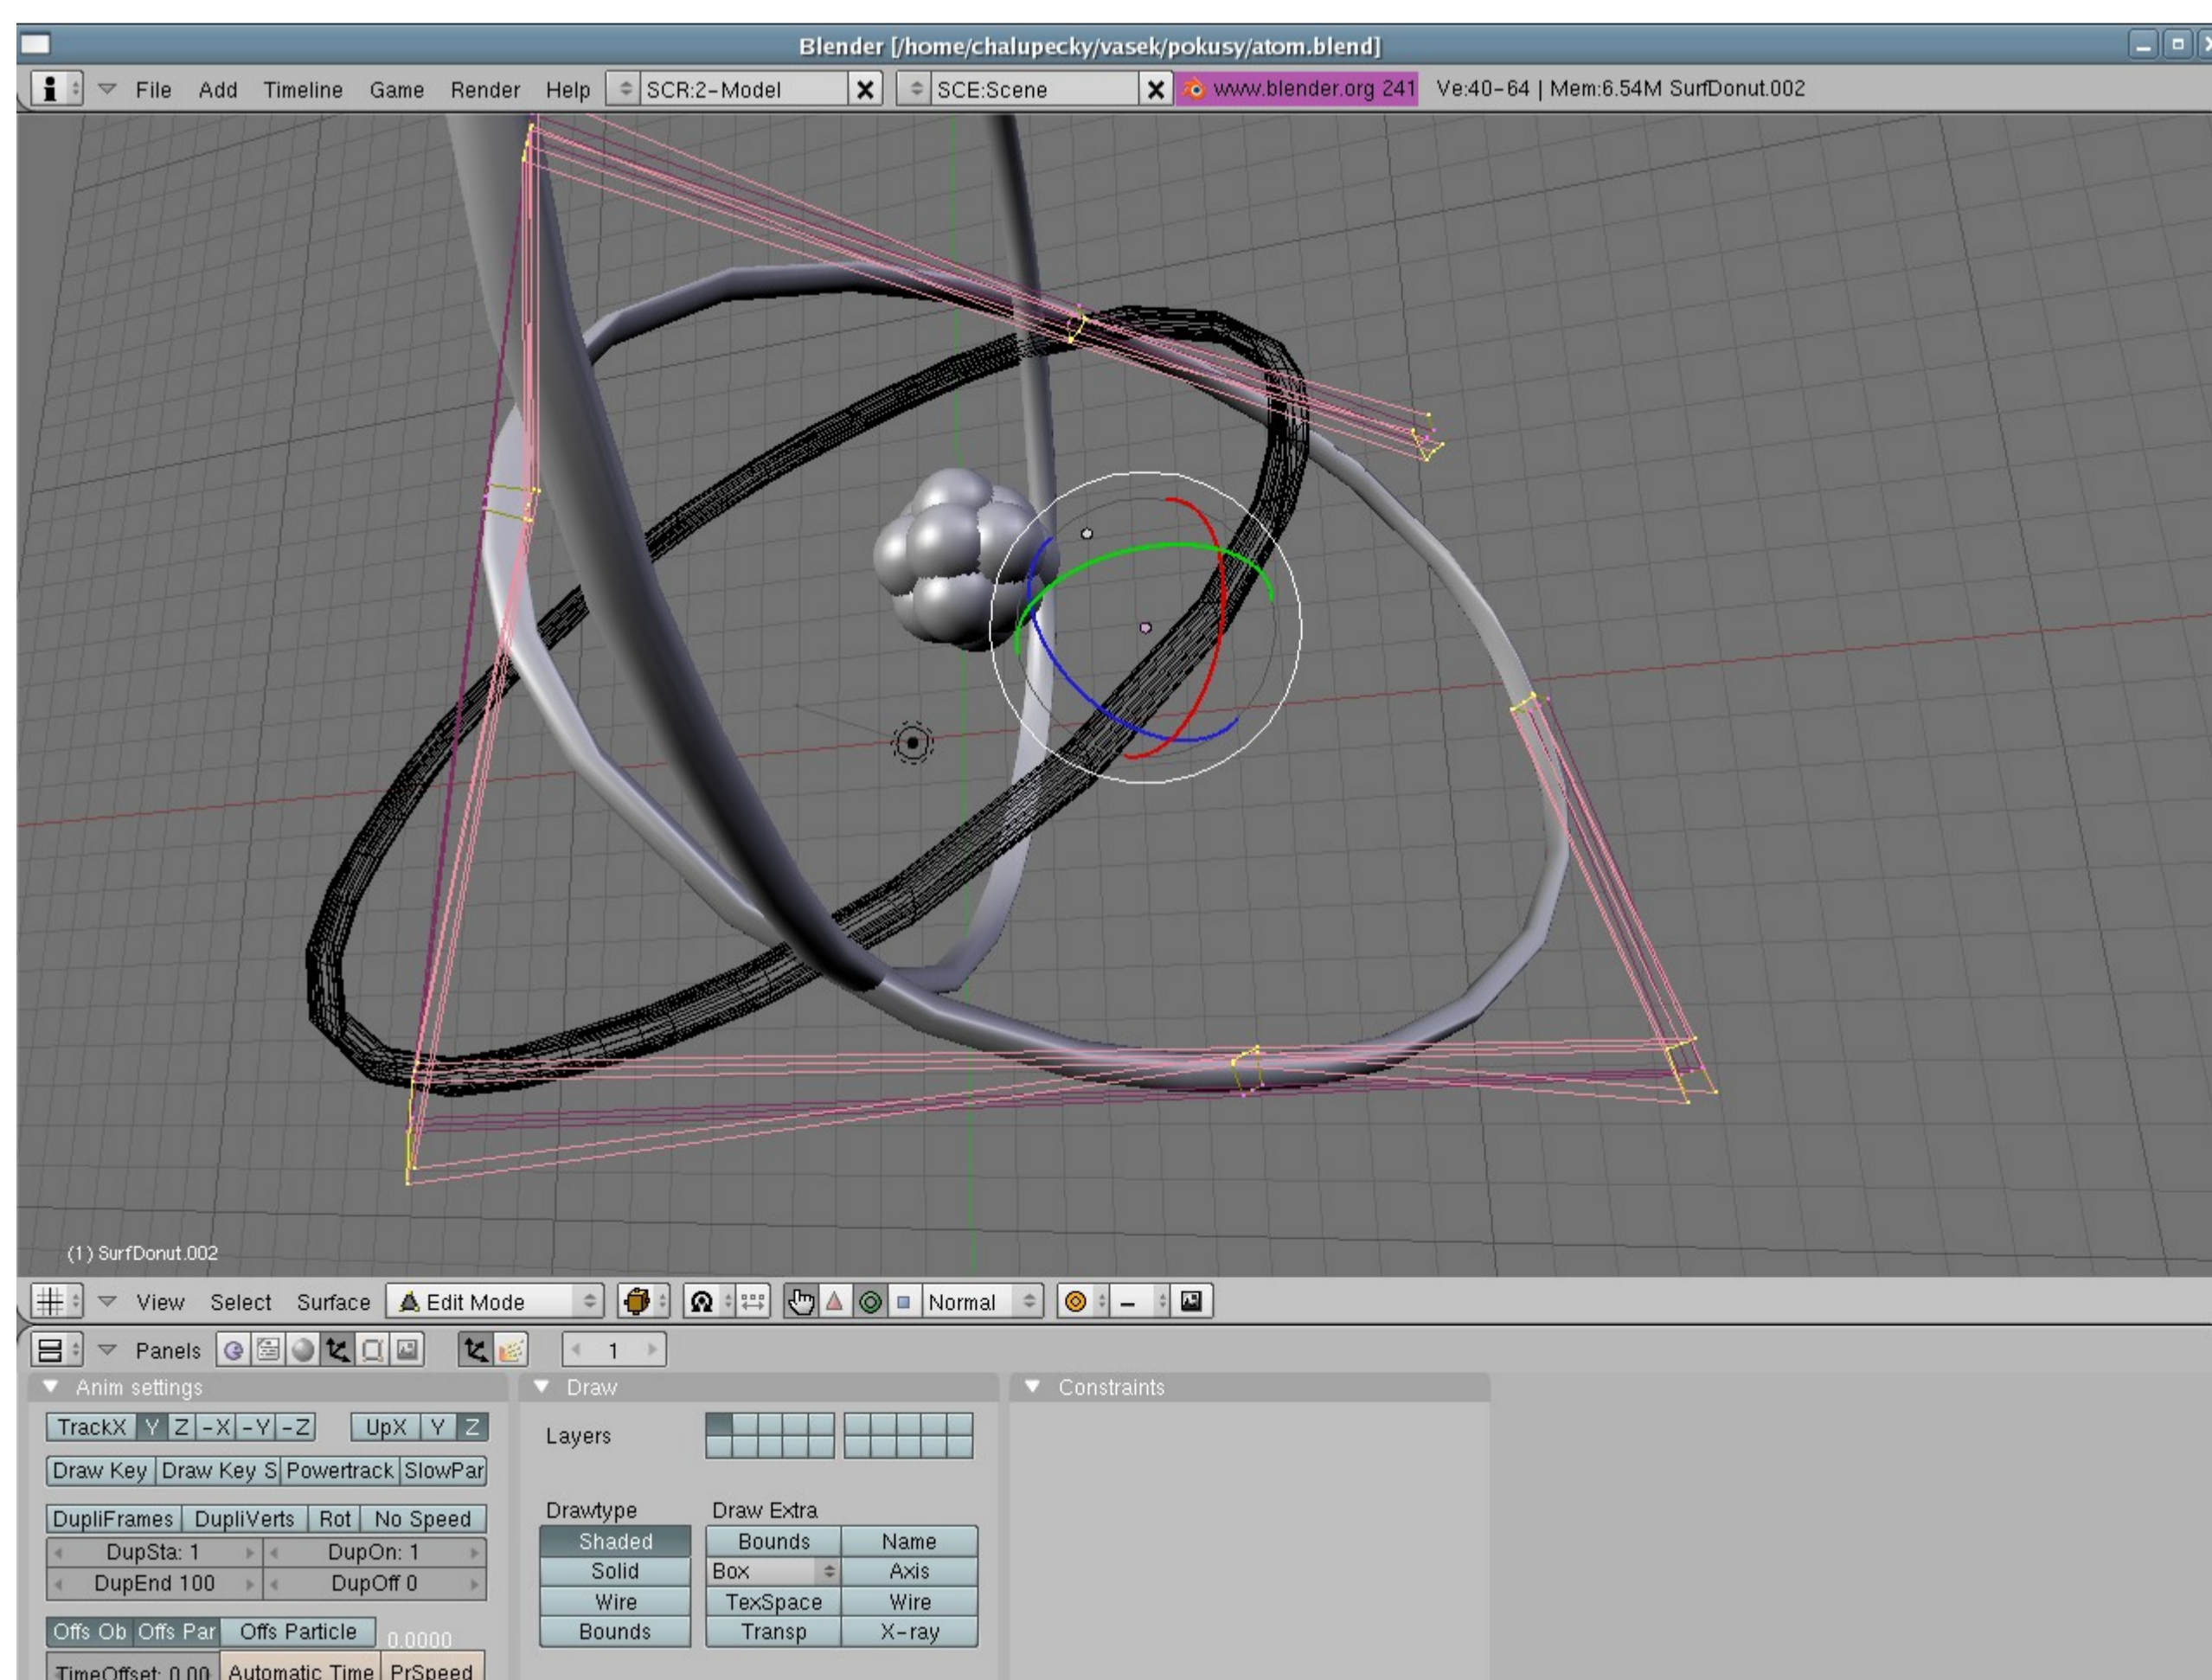 Blender [/home/chalupecky/vasek/pokusy/atom.blend]
File Add Timeline Game Render Help SCR:2-Model SCE:Scene www.blender.org 241 Ve:40-64 | Mem:6.54M SurfDonut.002
(1) SurfDonut.002
View Select Surface Edit Mode Normal
Panels 1
Anim settings Draw Constraints
TrackX Y Z -X -Y -Z UpX Y Z
Layers
Draw Key Draw Key S Powertrack SlowPar
Drawtype Draw Extra
DupliFrames DupliVerts Rot No Speed
Shaded Bounds Name
DupSta: 1 DupOn: 1
Solid Box Axis
DupEnd 100 DupOff 0
Wire TexSpace Wire
Offs Ob Offs Par Offs Particle 0.0000
Bounds Transp X-ray
TimeOffset: 0.00 Automatic Time PrSpeed